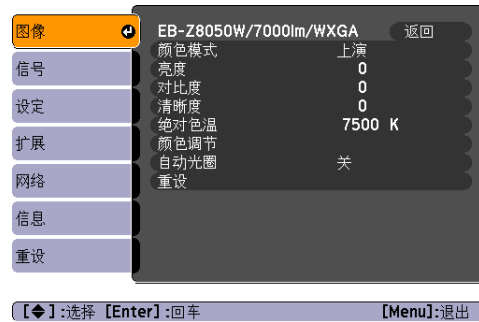 图像
信号
设定
扩展
网络
信息
重设
EB-Z8050W/7000lm/WXGA 返回
颜色模式 上演
亮度 0
对比度 0
清晰度 0
绝对色温 7500 K
颜色调节
自动光圈 关
重设
[◆]:选择 [Enter]:回车 [Menu]:退出